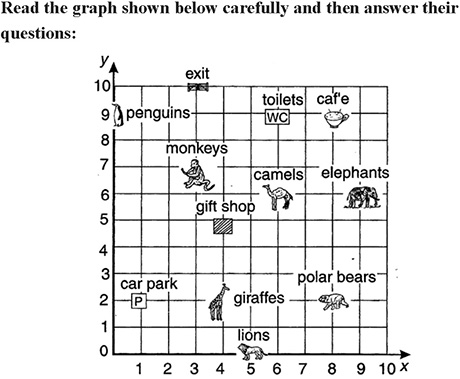 Read the graph shown below carefully and then answer their
questions:
y
exit
10
toilets caf'e
9 penguins WC
8
monkeys
7
camels elephants
6
gift shop
5
4
3
car park polar bears
2 P giraffes
1
lions
0
1 2 3 4 5 6 7 8 9 10 x